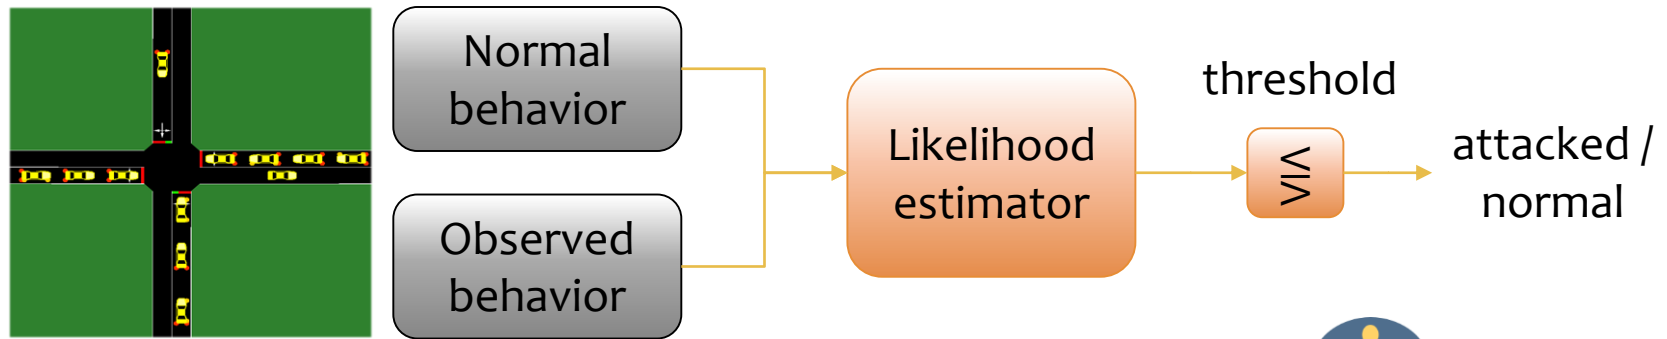 Normal
behavior
Observed
behavior
Likelihood
estimator
threshold
<=>
attacked /
normal